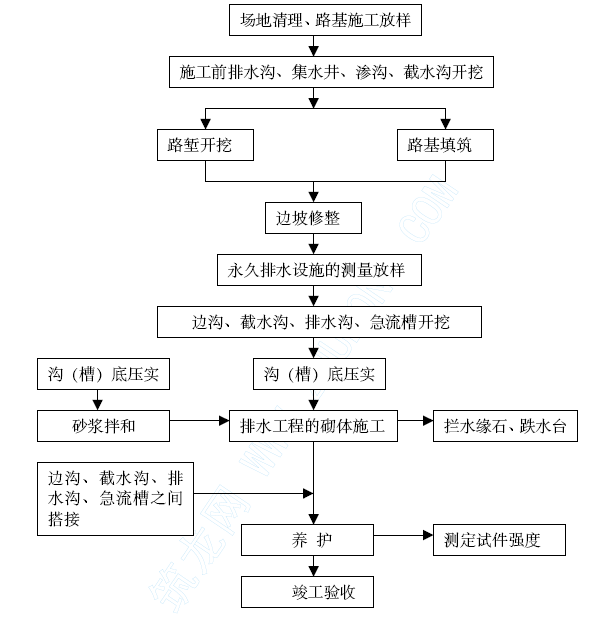 场地清理、路基施工放样
施工前排水沟、集水井、渗沟、截水沟开挖
路堑开挖
路基填筑
边坡修整
永久排水设施的测量放样
边沟、截水沟、排水沟、急流槽开挖
沟（槽）底压实
沟（槽）底压实
砂浆拌和
排水工程的砌体施工
拦水缘石、跌水台
边沟、截水沟、排
水沟、急流槽之间
搭接
养 护
测定试件强度
竣工验收
筑龙网